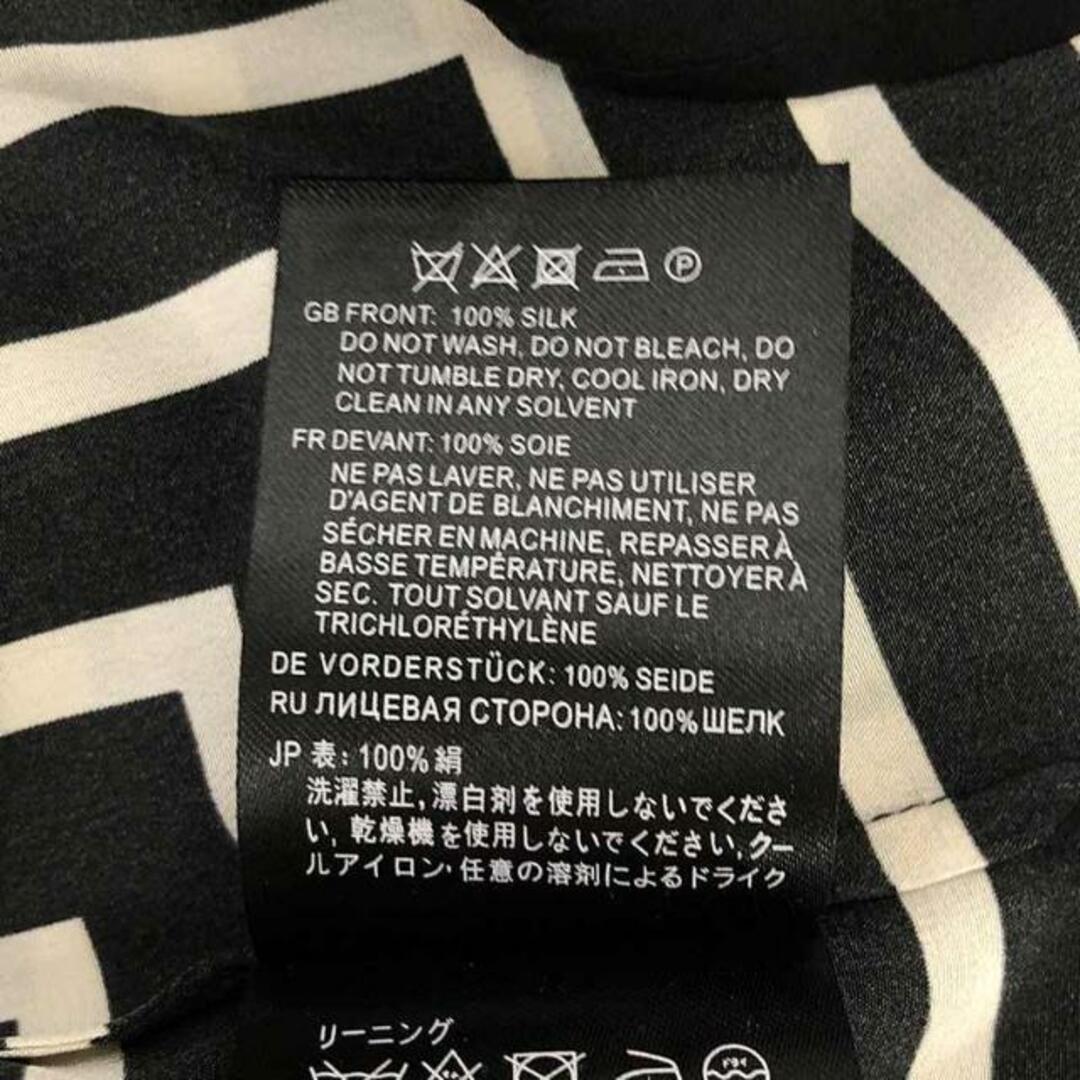 P
GB FRONT: 100% SILK
DO NOT WASH, DO NOT BLEACH, DO
NOT TUMBLE DRY, COOL IRON, DRY
CLEAN IN ANY SOLVENT
FR DEVANT: 100% SOIE
NE PAS LAVER, NE PAS UTILISER
D'AGENT DE BLANCHIMENT, NE PAS
SÉCHER EN MACHINE, REPASSER À
BASSE TEMPÉRATURE, NETTOYER À
SEC. TOUT SOLVANT SAUF LE
TRICHLORÉTHYLÈNE
DE VORDERSTÜCK: 100% SEIDE
RU ЛИЦЕВАЯ СТОРОНА: 100% ШЕЛК
JP 表: 100% 絹
洗濯禁止, 漂白剤を使用しないでくださ
い, 乾燥機を使用しないでください, クー
ルアイロン・任意の溶剤によるドライク
リーニング